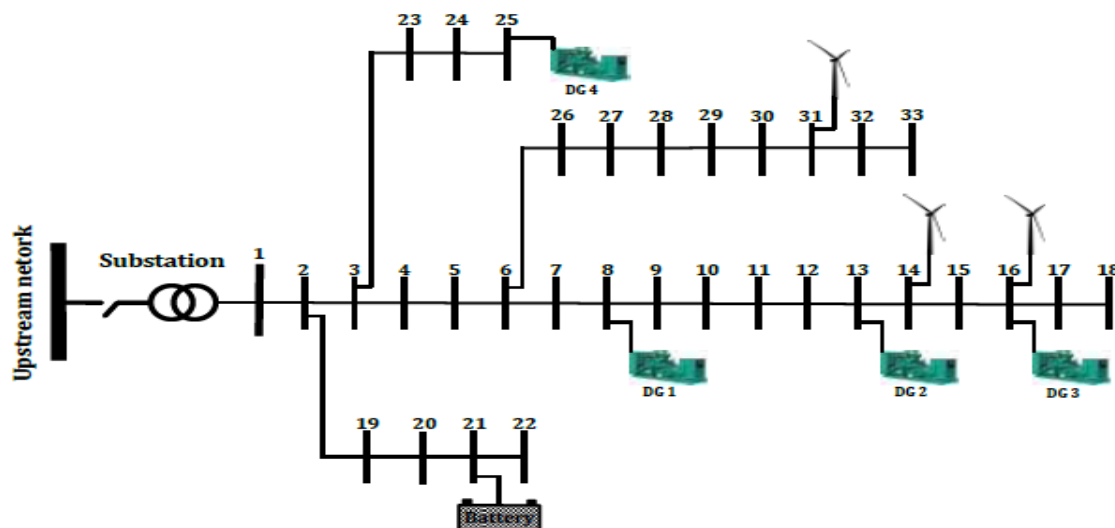 23 24 25
DG 4
26 27 28 29 30 31 32 33
Upstream netork
Substation
1 2 3 4 5 6 7 8 9 10 11 12 13 14 15 16 17 18
DG 1 DG 2 DG 3
19 20 21 22
Battery